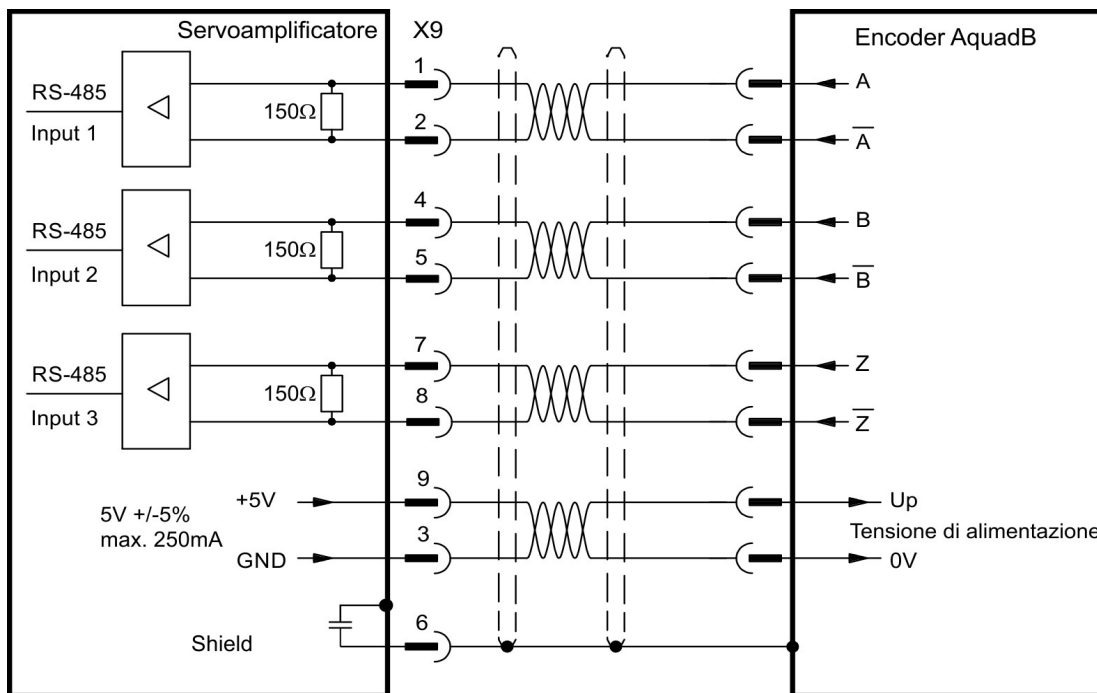 Servoamplificatore
X9
Encoder AquadB
RS-485
Input 1
150Ω
1
2
A
A̅
RS-485
Input 2
150Ω
4
5
B
B̅
RS-485
Input 3
150Ω
7
8
Z
Z̅
5V +/-5%
max. 250mA
+5V
GND
9
3
Up
Tensione di alimentazione
0V
Shield
6